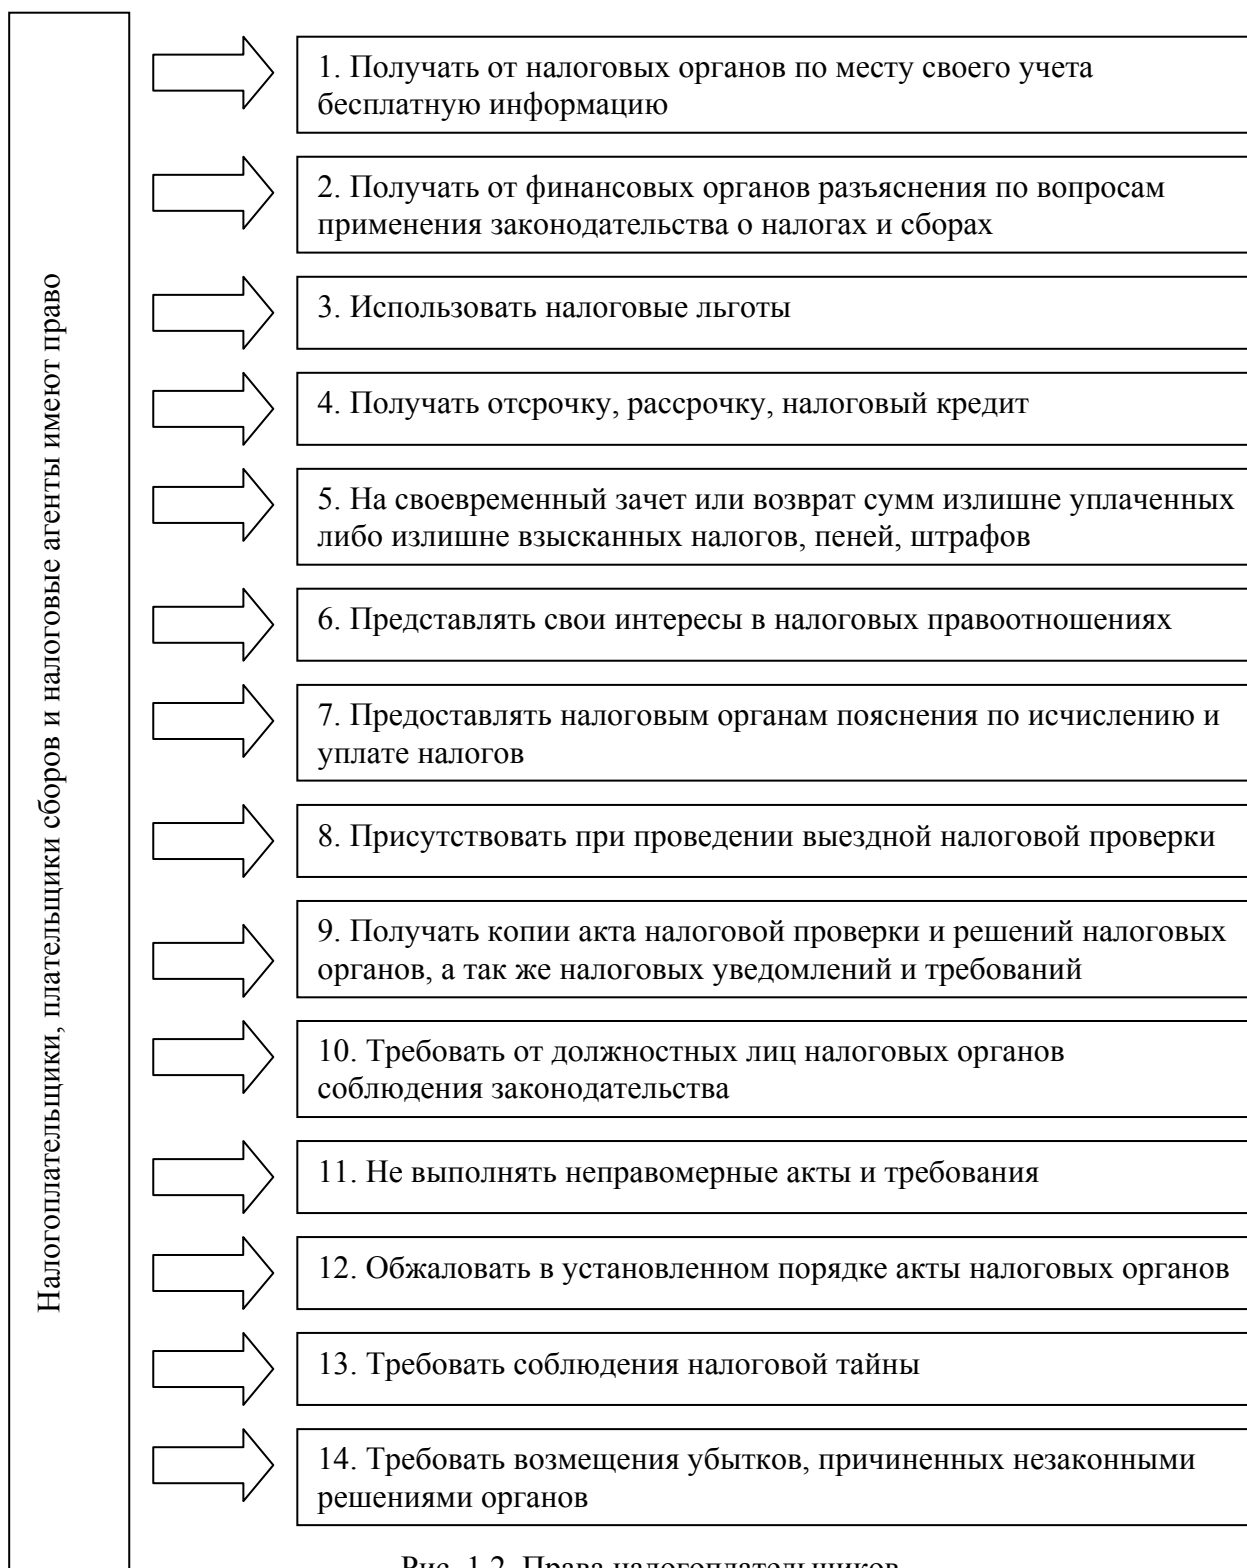 Налогоплательщики, плательщики сборов и налоговые агенты имеют право
1. Получать от налоговых органов по месту своего учета
бесплатную информацию
2. Получать от финансовых органов разъяснения по вопросам
применения законодательства о налогах и сборах
3. Использовать налоговые льготы
4. Получать отсрочку, рассрочку, налоговый кредит
5. На своевременный зачет или возврат сумм излишне уплаченных
либо излишне взысканных налогов, пеней, штрафов
6. Представлять свои интересы в налоговых правоотношениях
7. Предоставлять налоговым органам пояснения по исчислению и
уплате налогов
8. Присутствовать при проведении выездной налоговой проверки
9. Получать копии акта налоговой проверки и решений налоговых
органов, а так же налоговых уведомлений и требований
10. Требовать от должностных лиц налоговых органов
соблюдения законодательства
11. Не выполнять неправомерные акты и требования
12. Обжаловать в установленном порядке акты налоговых органов
13. Требовать соблюдения налоговой тайны
14. Требовать возмещения убытков, причиненных незаконными
решениями органов
Рис. 1.2. Права налогоплательщиков